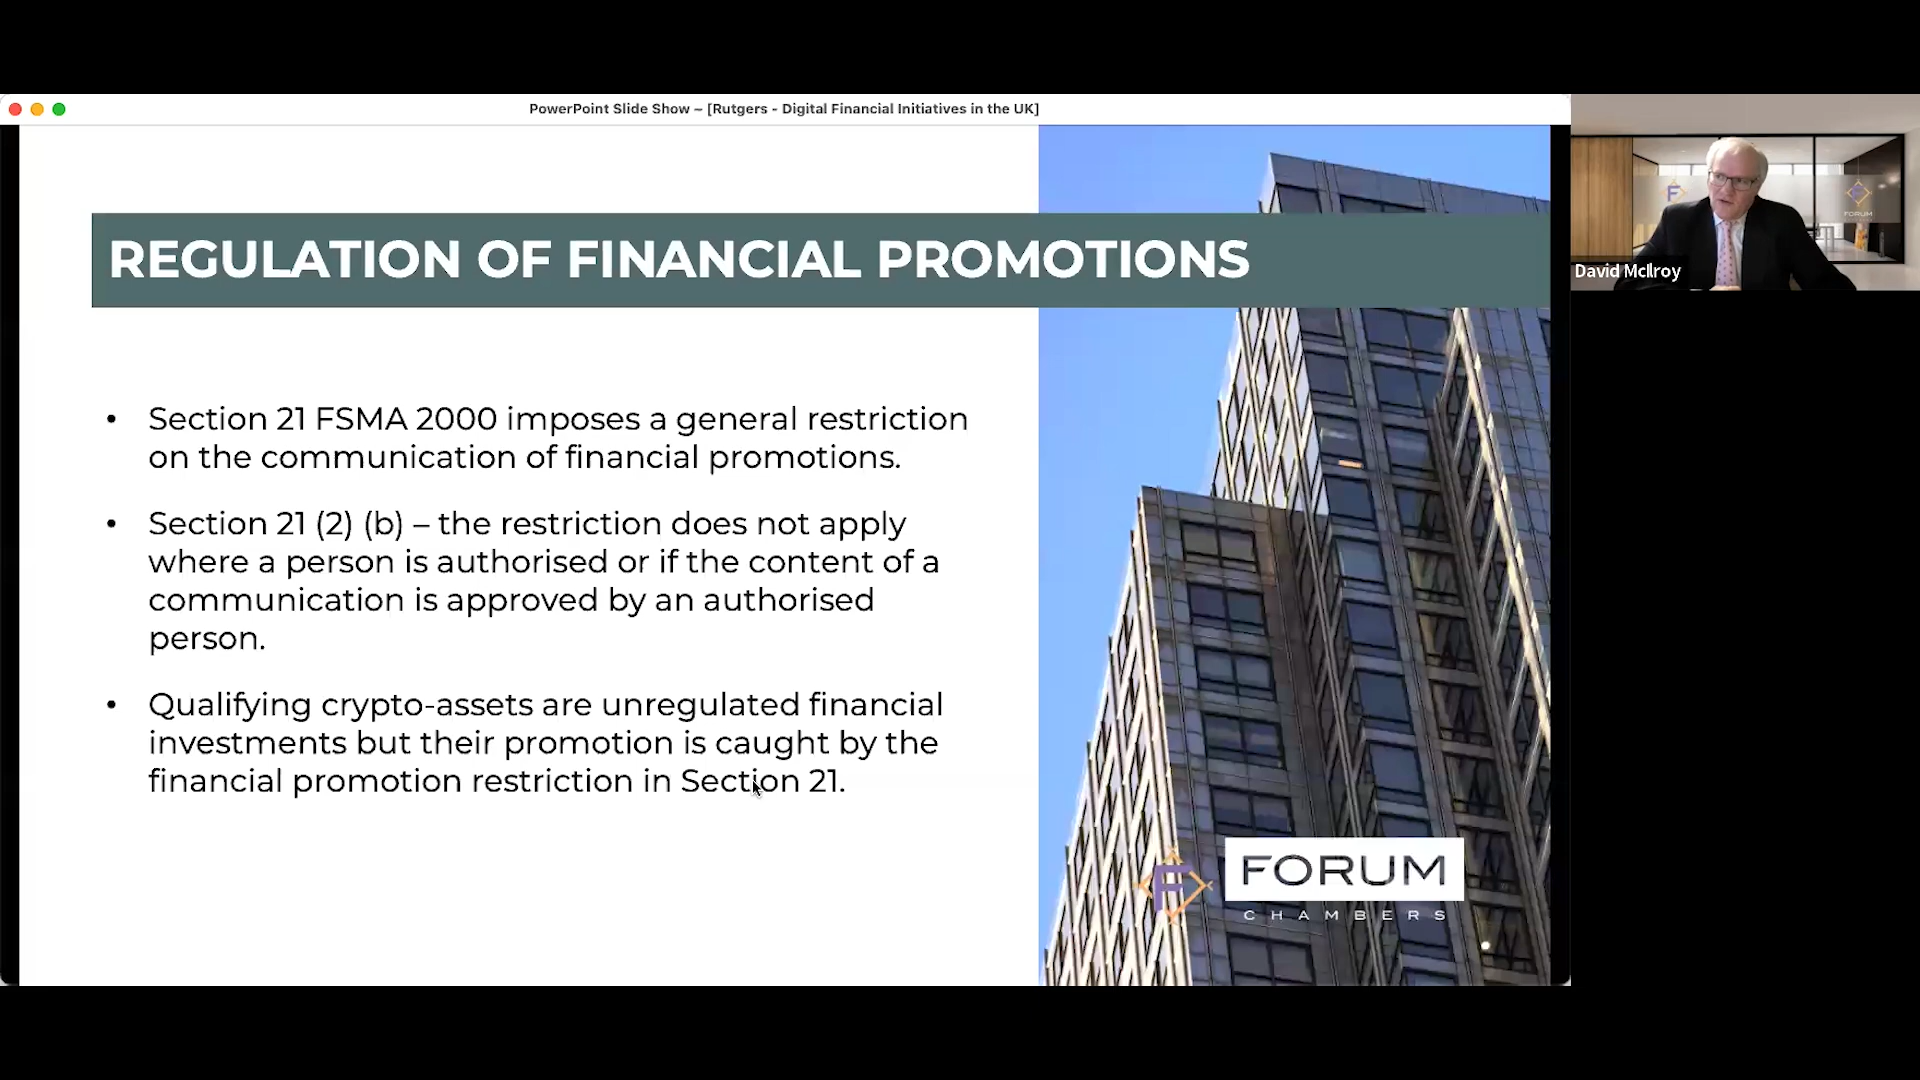 PowerPoint Slide Show ~ [Rutgers - Digital Financial Initiatives in the UK]
REGULATION OF FINANCIAL PROMOTIONS
• Section 21 FSMA 2000 imposes a general restriction
on the communication of financial promotions.
• Section 21 (2) (b) – the restriction does not apply
where a person is authorised or if the content of a
communication is approved by an authorised
person.
• Qualifying crypto-assets are unregulated financial
investments but their promotion is caught by the
financial promotion restriction in Section 21.
F
FORUM
CHAMBERS
F
F
FORUM
David McIlroy